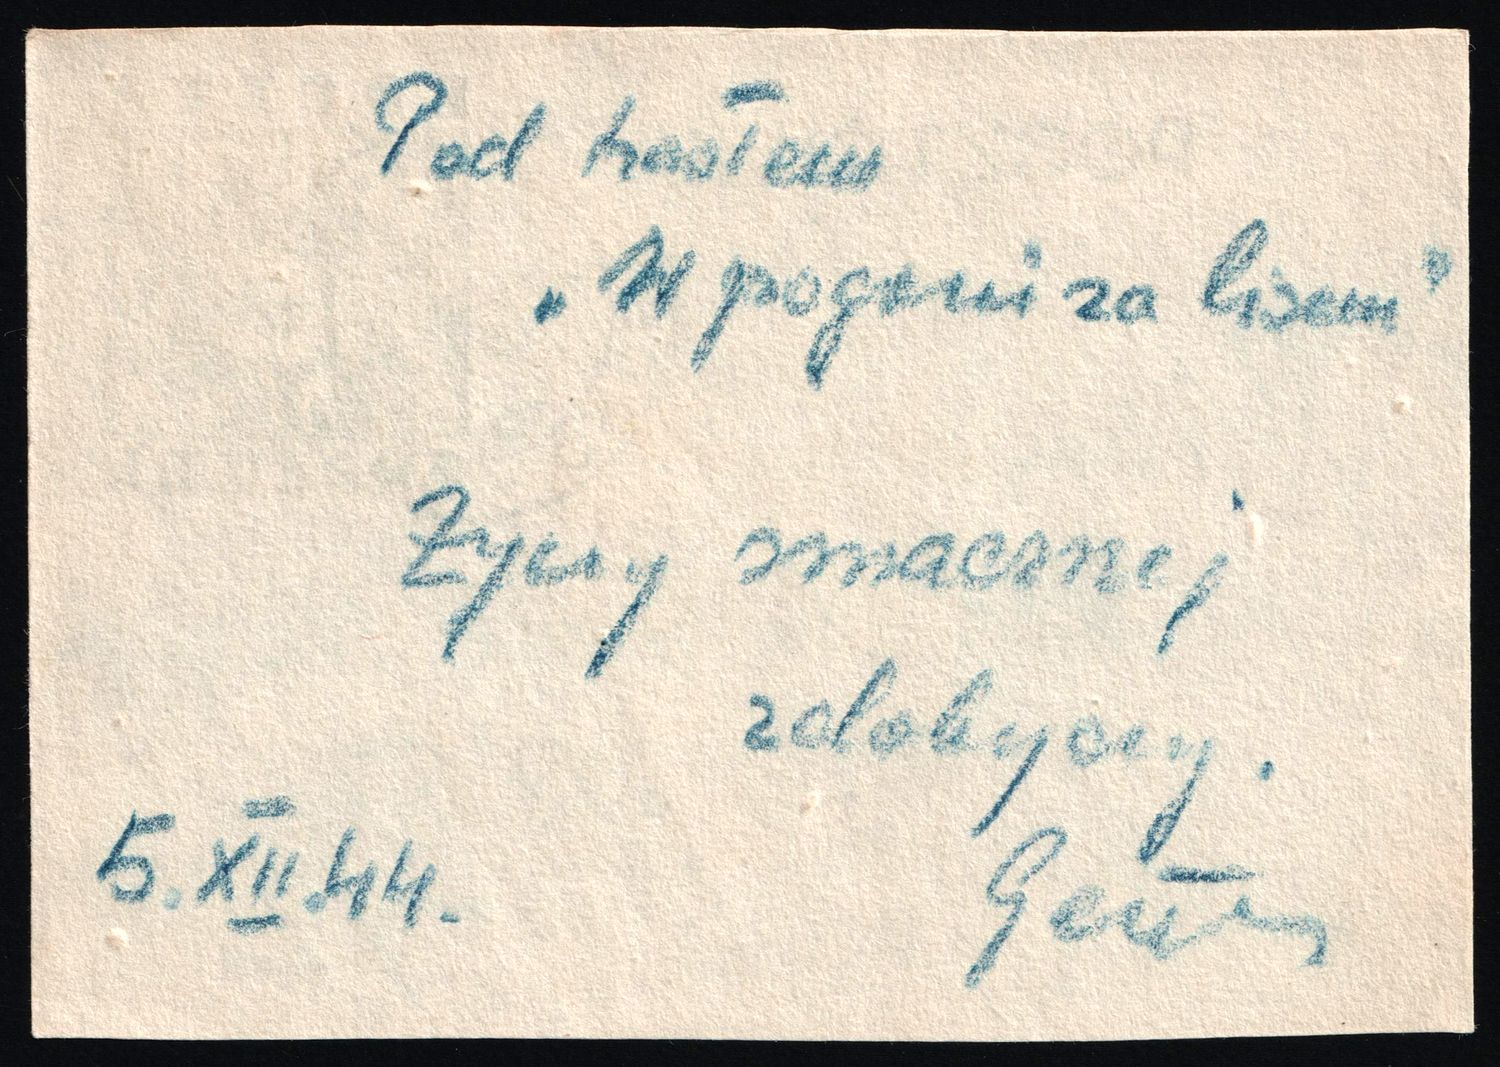 Pod hasłem
„W pogoni za lisem”
Życzy smacznej
zdobyczy.
5. XII. 44.